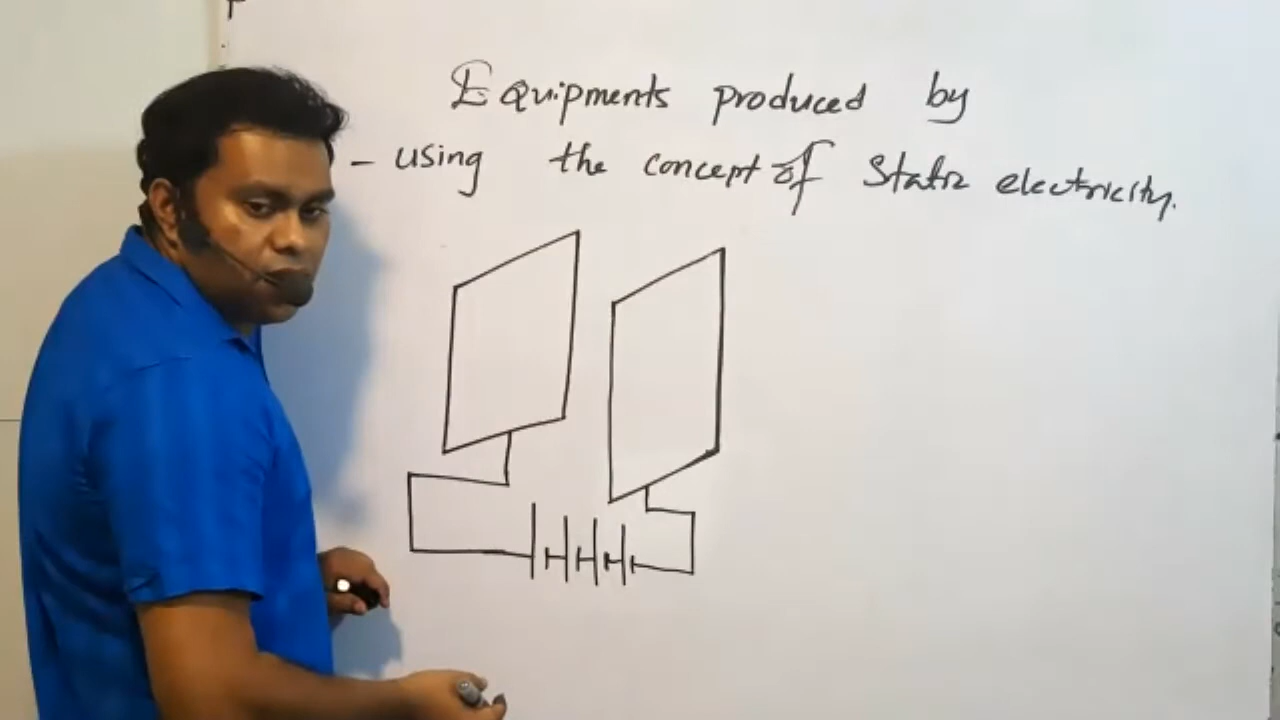 Equipments produced by
- using the concept of Static electricity.